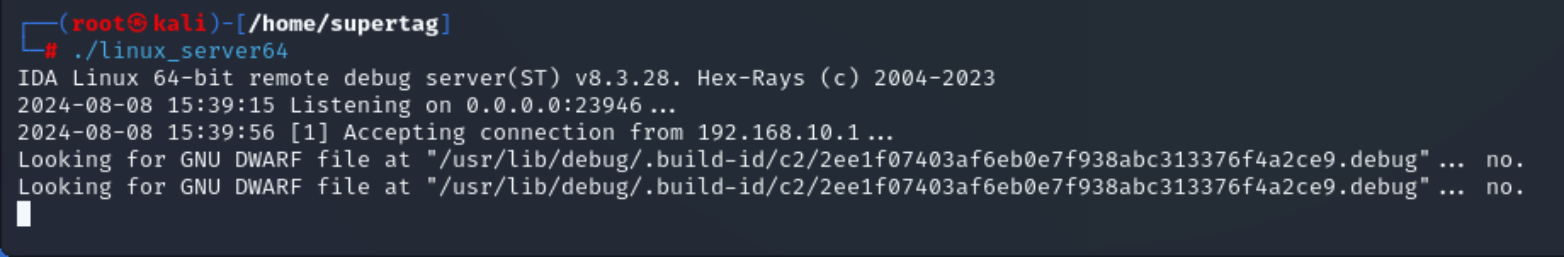 ┌──(root㉿kali)-[/home/supertag]
└─# ./linux_server64
IDA Linux 64-bit remote debug server(ST) v8.3.28. Hex-Rays (c) 2004-2023
2024-08-08 15:39:15 Listening on 0.0.0.0:23946...
2024-08-08 15:39:56 [1] Accepting connection from 192.168.10.1...
Looking for GNU DWARF file at "/usr/lib/debug/.build-id/c2/2ee1f07403af6eb0e7f938abc313376f4a2ce9.debug"... no.
Looking for GNU DWARF file at "/usr/lib/debug/.build-id/c2/2ee1f07403af6eb0e7f938abc313376f4a2ce9.debug"... no.